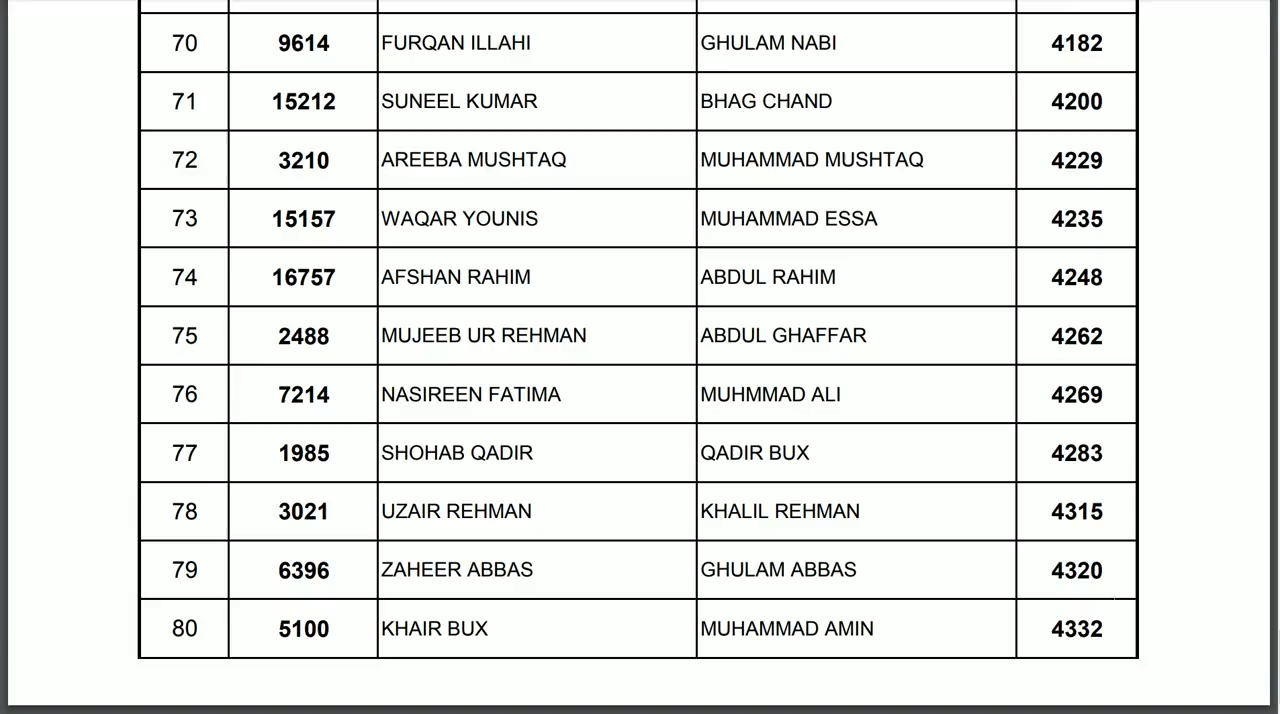 70 9614 FURQAN ILLAHI GHULAM NABI 4182
71 15212 SUNEEL KUMAR BHAG CHAND 4200
72 3210 AREEBA MUSHTAQ MUHAMMAD MUSHTAQ 4229
73 15157 WAQAR YOUNIS MUHAMMAD ESSA 4235
74 16757 AFSHAN RAHIM ABDUL RAHIM 4248
75 2488 MUJEEB UR REHMAN ABDUL GHAFFAR 4262
76 7214 NASIREEN FATIMA MUHMMAD ALI 4269
77 1985 SHOHAB QADIR QADIR BUX 4283
78 3021 UZAIR REHMAN KHALIL REHMAN 4315
79 6396 ZAHEER ABBAS GHULAM ABBAS 4320
80 5100 KHAIR BUX MUHAMMAD AMIN 4332